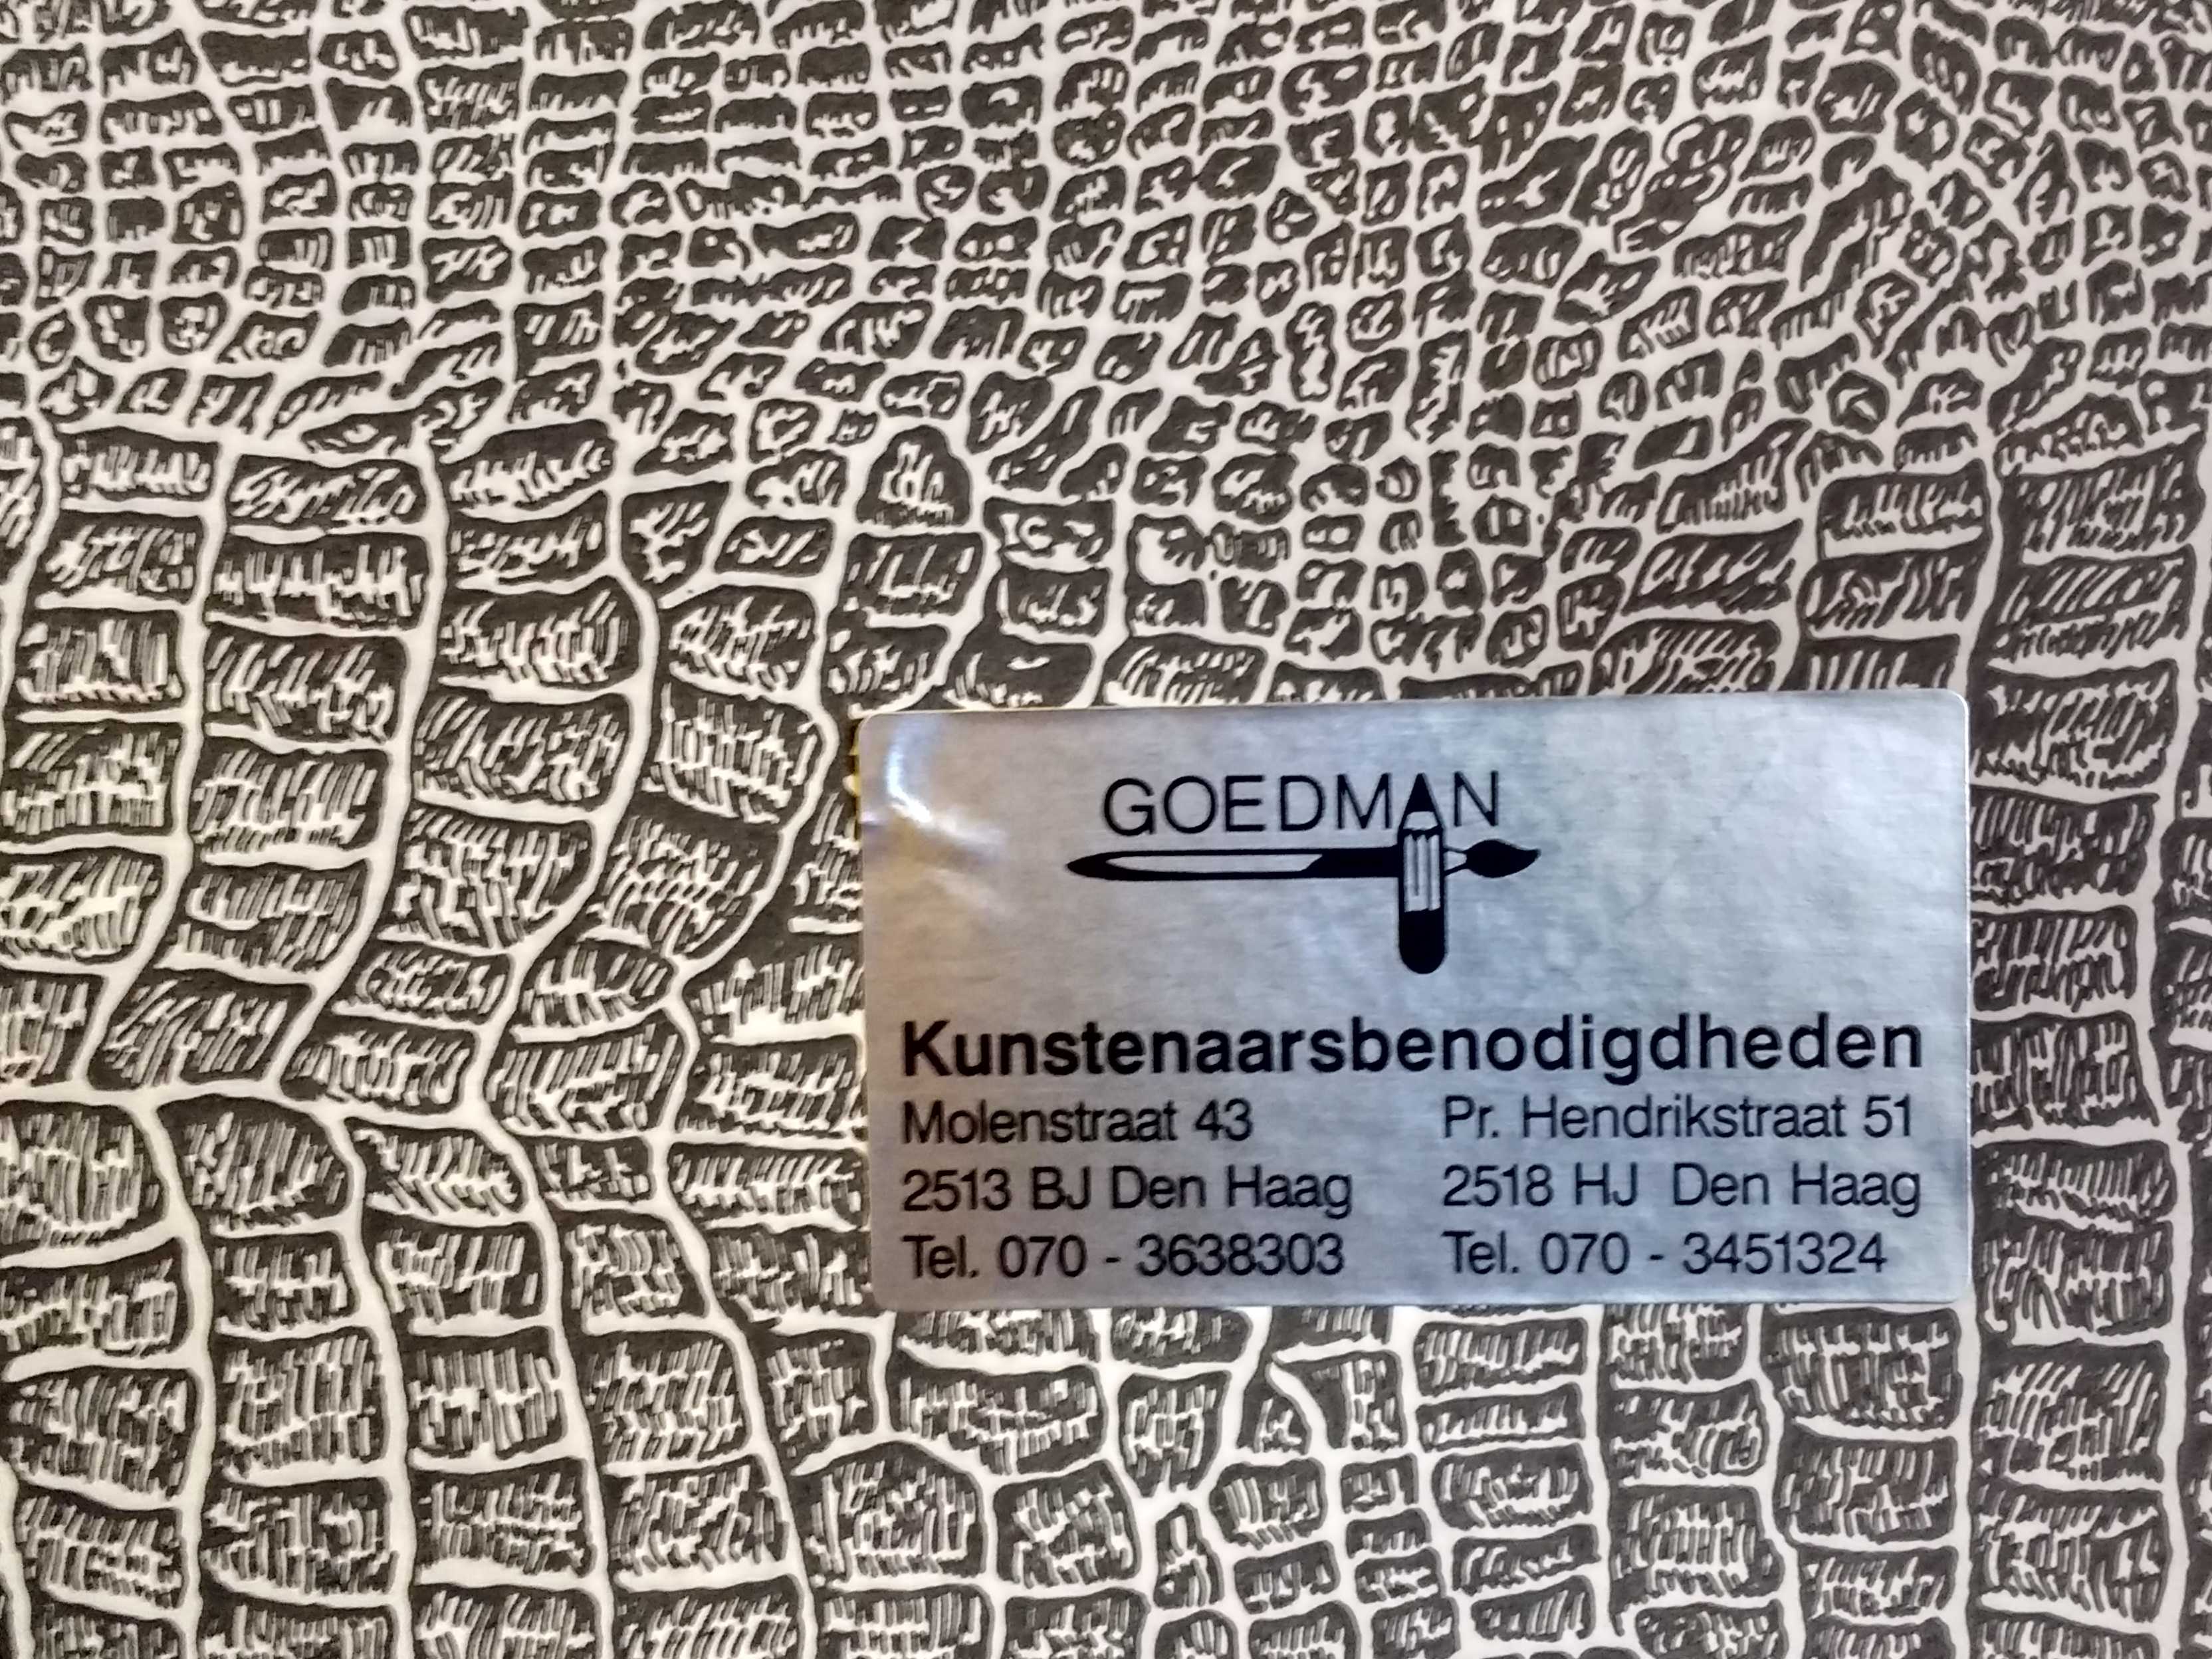 GOEDMAN
Kunstenaarsbenodigdheden
Molenstraat 43
2513 BJ Den Haag
Tel. 070 - 3638303
Pr. Hendrikstraat 51
2518 HJ Den Haag
Tel. 070 - 3451324